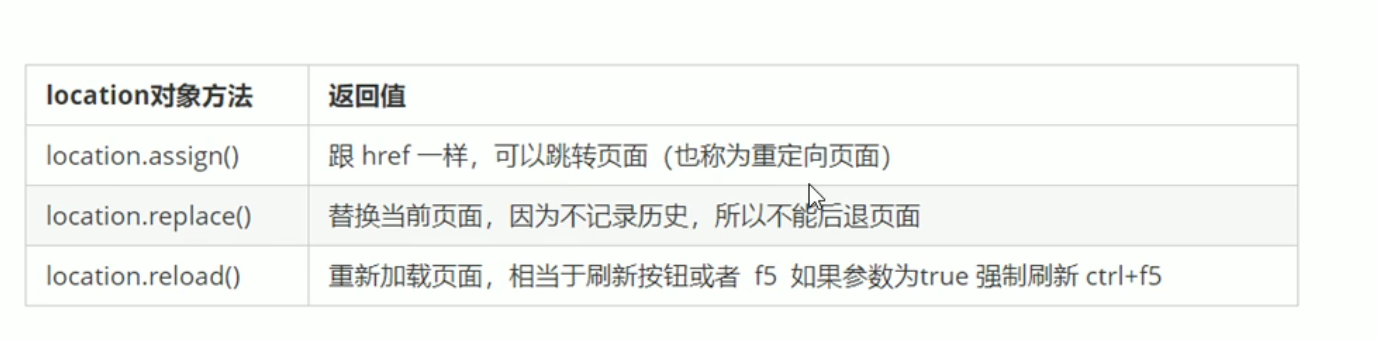 location对象方法 返回值
location.assign() 跟 href 一样，可以跳转页面（也称为重定向页面）
location.replace() 替换当前页面，因为不记录历史，所以不能后退页面
location.reload() 重新加载页面，相当于刷新按钮或者 f5 如果参数为true 强制刷新 ctrl+f5